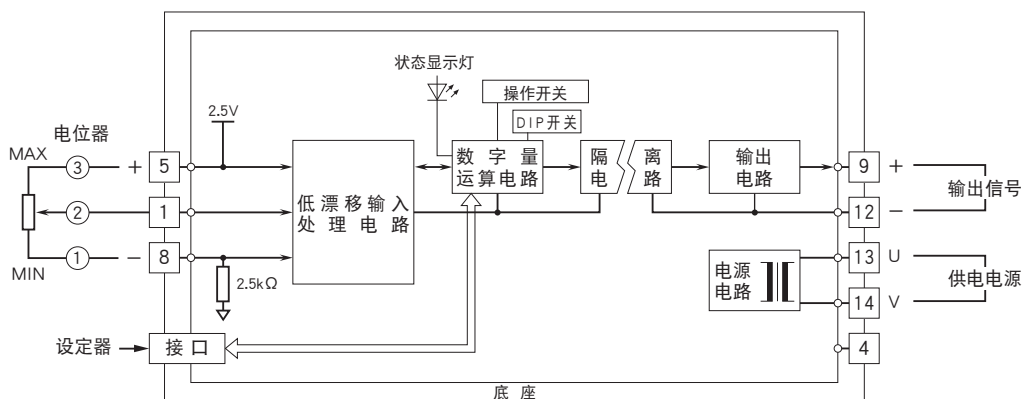 状态显示灯
操作开关
DIP开关
2.5V
电位器
MAX
③
+
5
数字量
运算电路
隔离
电路
输出
电路
9
+
输出信号
②
1
低漂移输入
处理电路
12
−
①
−
8
MIN
2.5kΩ
电源
电路
13
U
供电电源
14
V
设定器
接口
4
底座